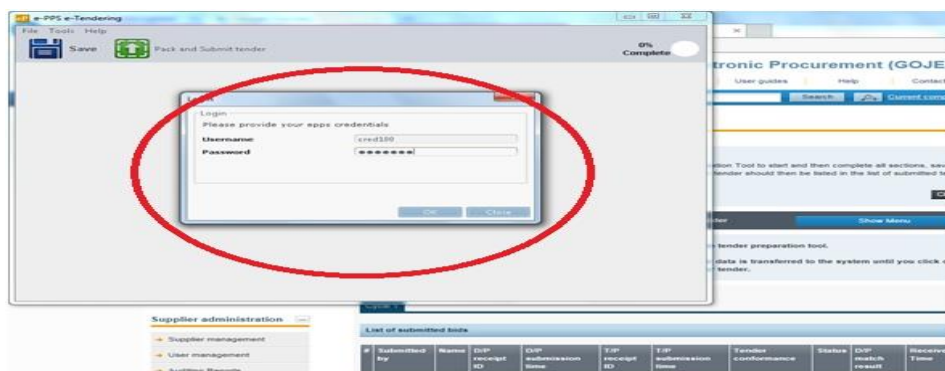 e-PPS e-Tendering
File Tools Help
Save
Pack and Submit tender
0%
Complete
Login
Please provide your epps credentials
Username
cred100
Password
OK
Close
tronic Procurement (GOJE
User guides
Help
Contact
Search
ation Tool to start and then complete all sections, sav
tender should then be listed in the list of submitted te
Show Menu
tender preparation tool.
data is transferred to the system until you click
tender.
Supplier administration
Supplier management
User management
Auditing Reports
List of submitted bids
# Submitted by
Name
D/P receipt ID
D/P submission time
T/P receipt ID
T/P submission time
Tender conformance
Status
D/P match result
Receive Time